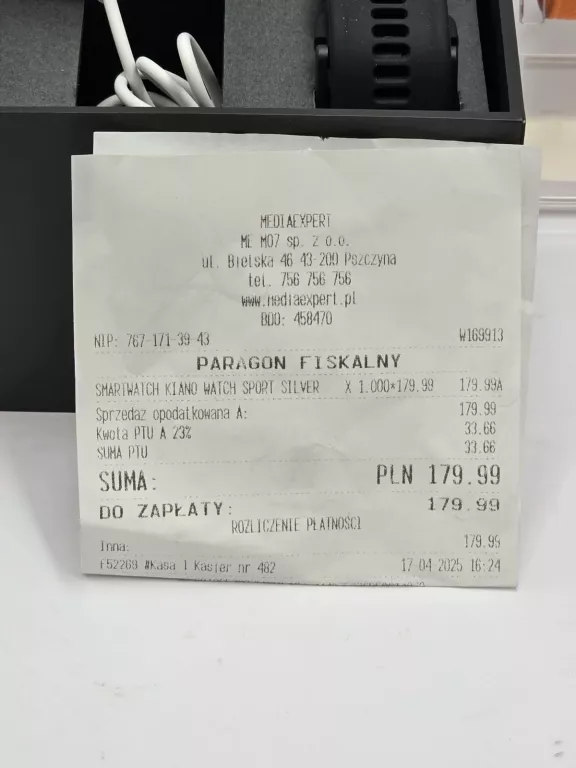 MEDIAEXPERT
ME M07 sp. z o.o.
ul. Bielska 46 43-200 Pszczyna
tel. 756 756 756
www.mediaexpert.pl
BDO: 458470
NIP: 767-171-39-43 W169913
PARAGON FISKALNY
SMARTWATCH KIANO WATCH SPORT SILVER X 1.000*179.99 179.99A
Sprzedaż opodatkowana A: 179.99
Kwota PTU A 23% 33.66
SUMA PTU 33.66
SUMA: PLN 179.99
DO ZAPŁATY: 179.99
ROZLICZENIE PŁATNOŚCI
Inna: 179.99
F52268 #Kasa 1 Kasjer nr 482 17-04-2025 16:24